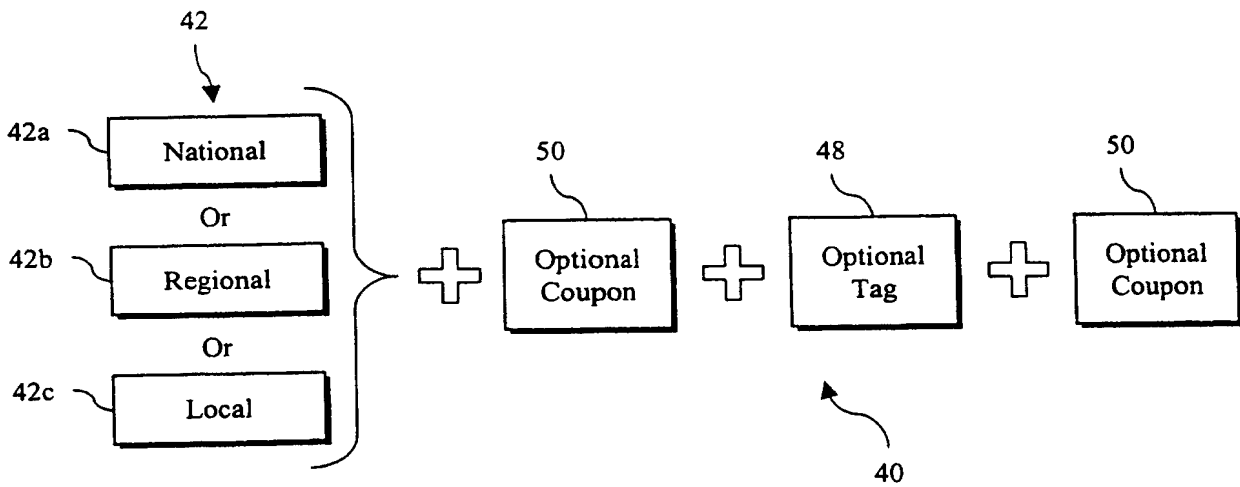 42
42a
National
Or
42b
Regional
Or
42c
Local
50
Optional
Coupon
48
Optional
Tag
50
Optional
Coupon
40